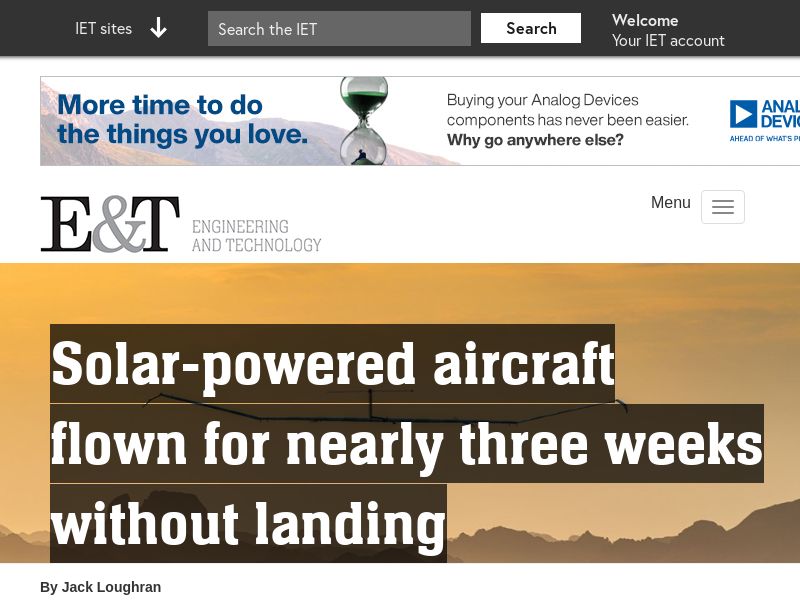 IET sites
Search the IET
Search
Welcome
Your IET account
More time to do
the things you love.
Buying your Analog Devices
components has never been easier.
Why go anywhere else?
ANAL
DEVIC
AHEAD OF WHAT'S PO
E&T ENGINEERING
AND TECHNOLOGY
Menu
Solar-powered aircraft
flown for nearly three weeks
without landing
By Jack Loughran